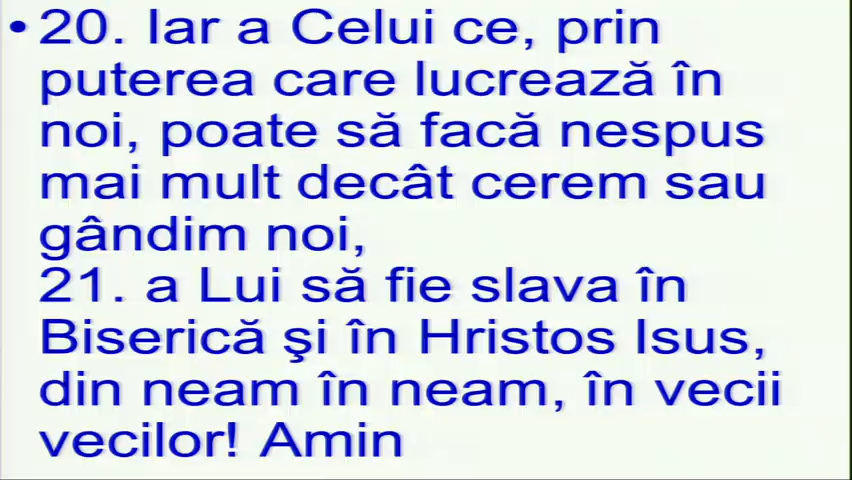 • 20. Iar a Celui ce, prin
puterea care lucrează în
noi, poate să facă nespus
mai mult decât cerem sau
gândim noi,
21. a Lui să fie slava în
Biserică şi în Hristos Isus,
din neam în neam, în vecii
vecilor! Amin